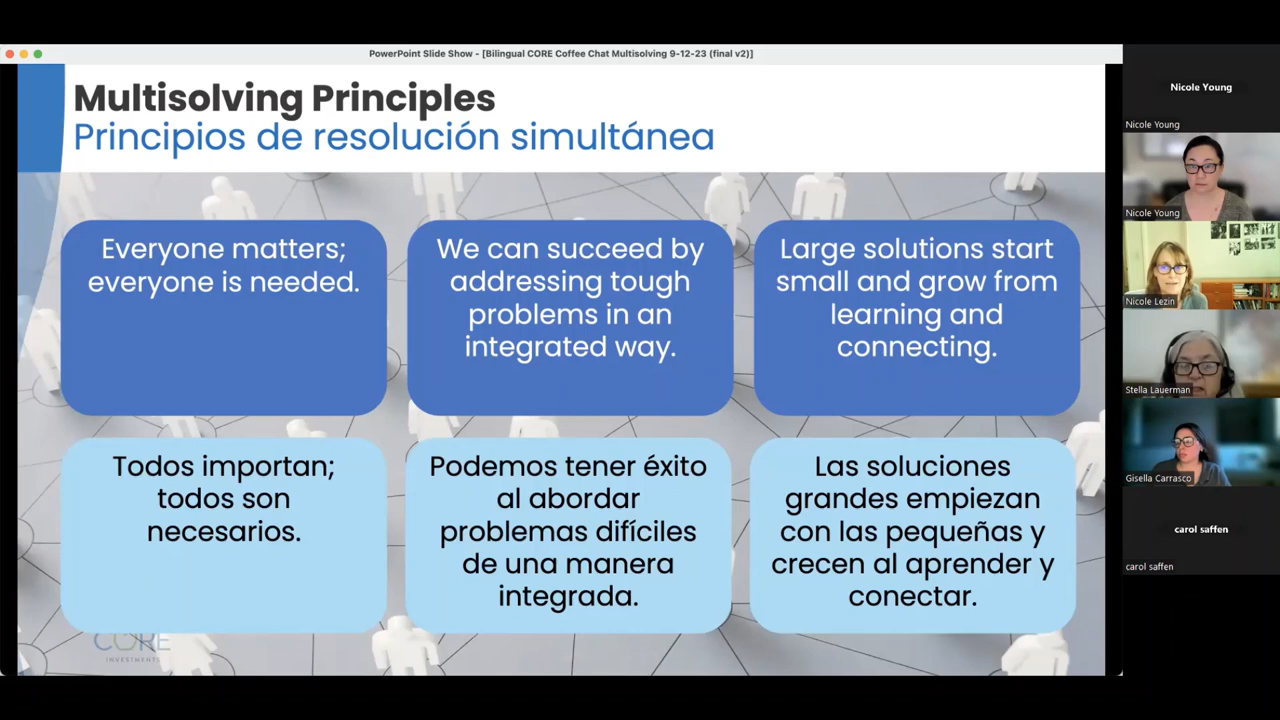 PowerPoint Slide Show - [Bilingual CORE Coffee Chat Multisolving 9-12-23 (final v2)]
Multisolving Principles
Principios de resolución simultánea
Everyone matters;
everyone is needed.
We can succeed by
addressing tough
problems in an
integrated way.
Large solutions start
small and grow from
learning and
connecting.
Todos importan;
todos son
necesarios.
Podemos tener éxito
al abordar
problemas difíciles
de una manera
integrada.
Las soluciones
grandes empiezan
con las pequeñas y
crecen al aprender y
conectar.
CORE
INVESTMENTS
Nicole Young
Nicole Young
Nicole Young
Nicole Lezin
Stella Lauerman
Gisella Carrasco
carol saffen
carol saffen